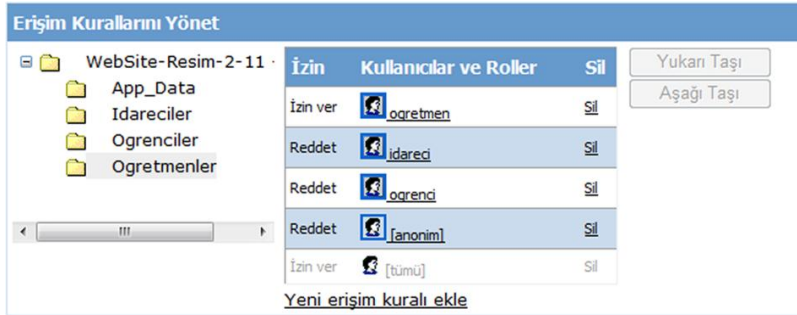 Erişim Kurallarını Yönet
WebSite-Resim-2-11
App_Data
Idareciler
Ogrenciler
Ogretmenler
İzin Kullanıcılar ve Roller Sil
İzin ver ogretmen Sil
Reddet idareci Sil
Reddet ogrenci Sil
Reddet [anonim] Sil
İzin ver [tümü] Sil
Yeni erişim kuralı ekle
Yukarı Taşı
Aşağı Taşı